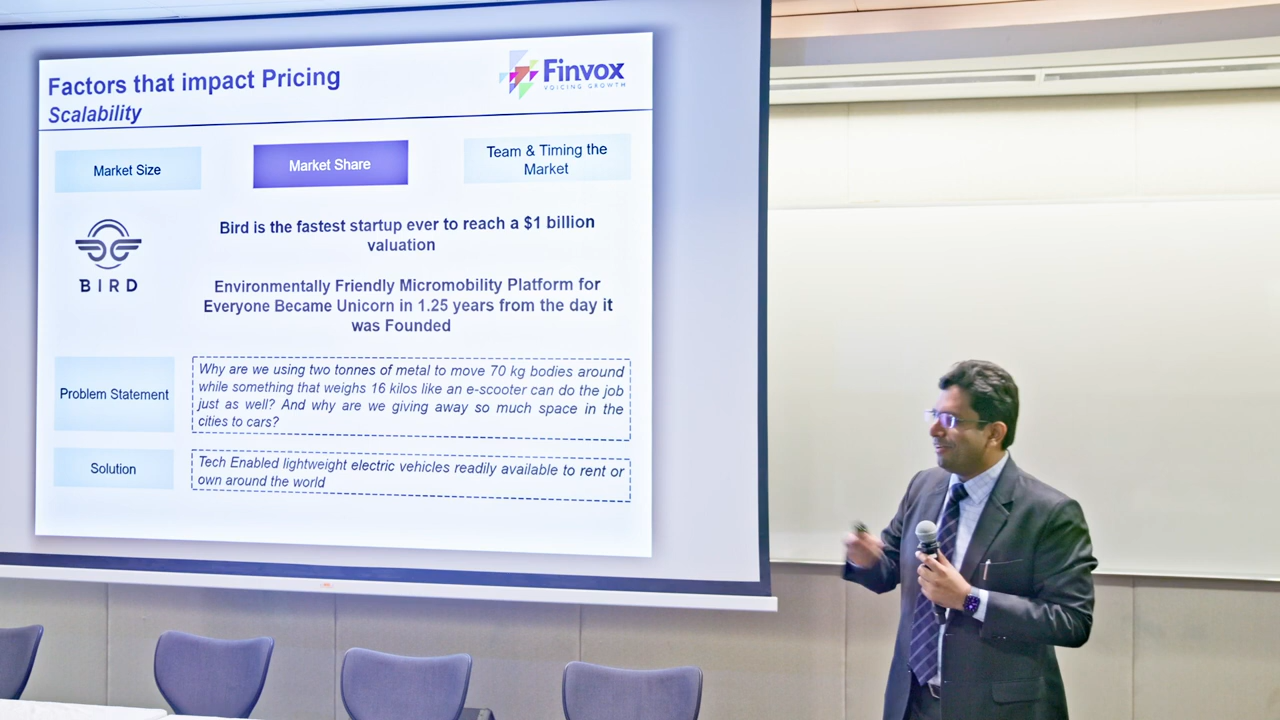 Factors that impact Pricing
Scalability
Finvox
VOICING GROWTH
Market Size
Market Share
Team & Timing the
Market
BIRD
Bird is the fastest startup ever to reach a $1 billion
valuation
Environmentally Friendly Micromobility Platform for
Everyone Became Unicorn in 1.25 years from the day it
was Founded
Problem Statement
Why are we using two tonnes of metal to move 70 kg bodies around
while something that weighs 16 kilos like an e-scooter can do the job
just as well? And why are we giving away so much space in the
cities to cars?
Solution
Tech Enabled lightweight electric vehicles readily available to rent or
own around the world